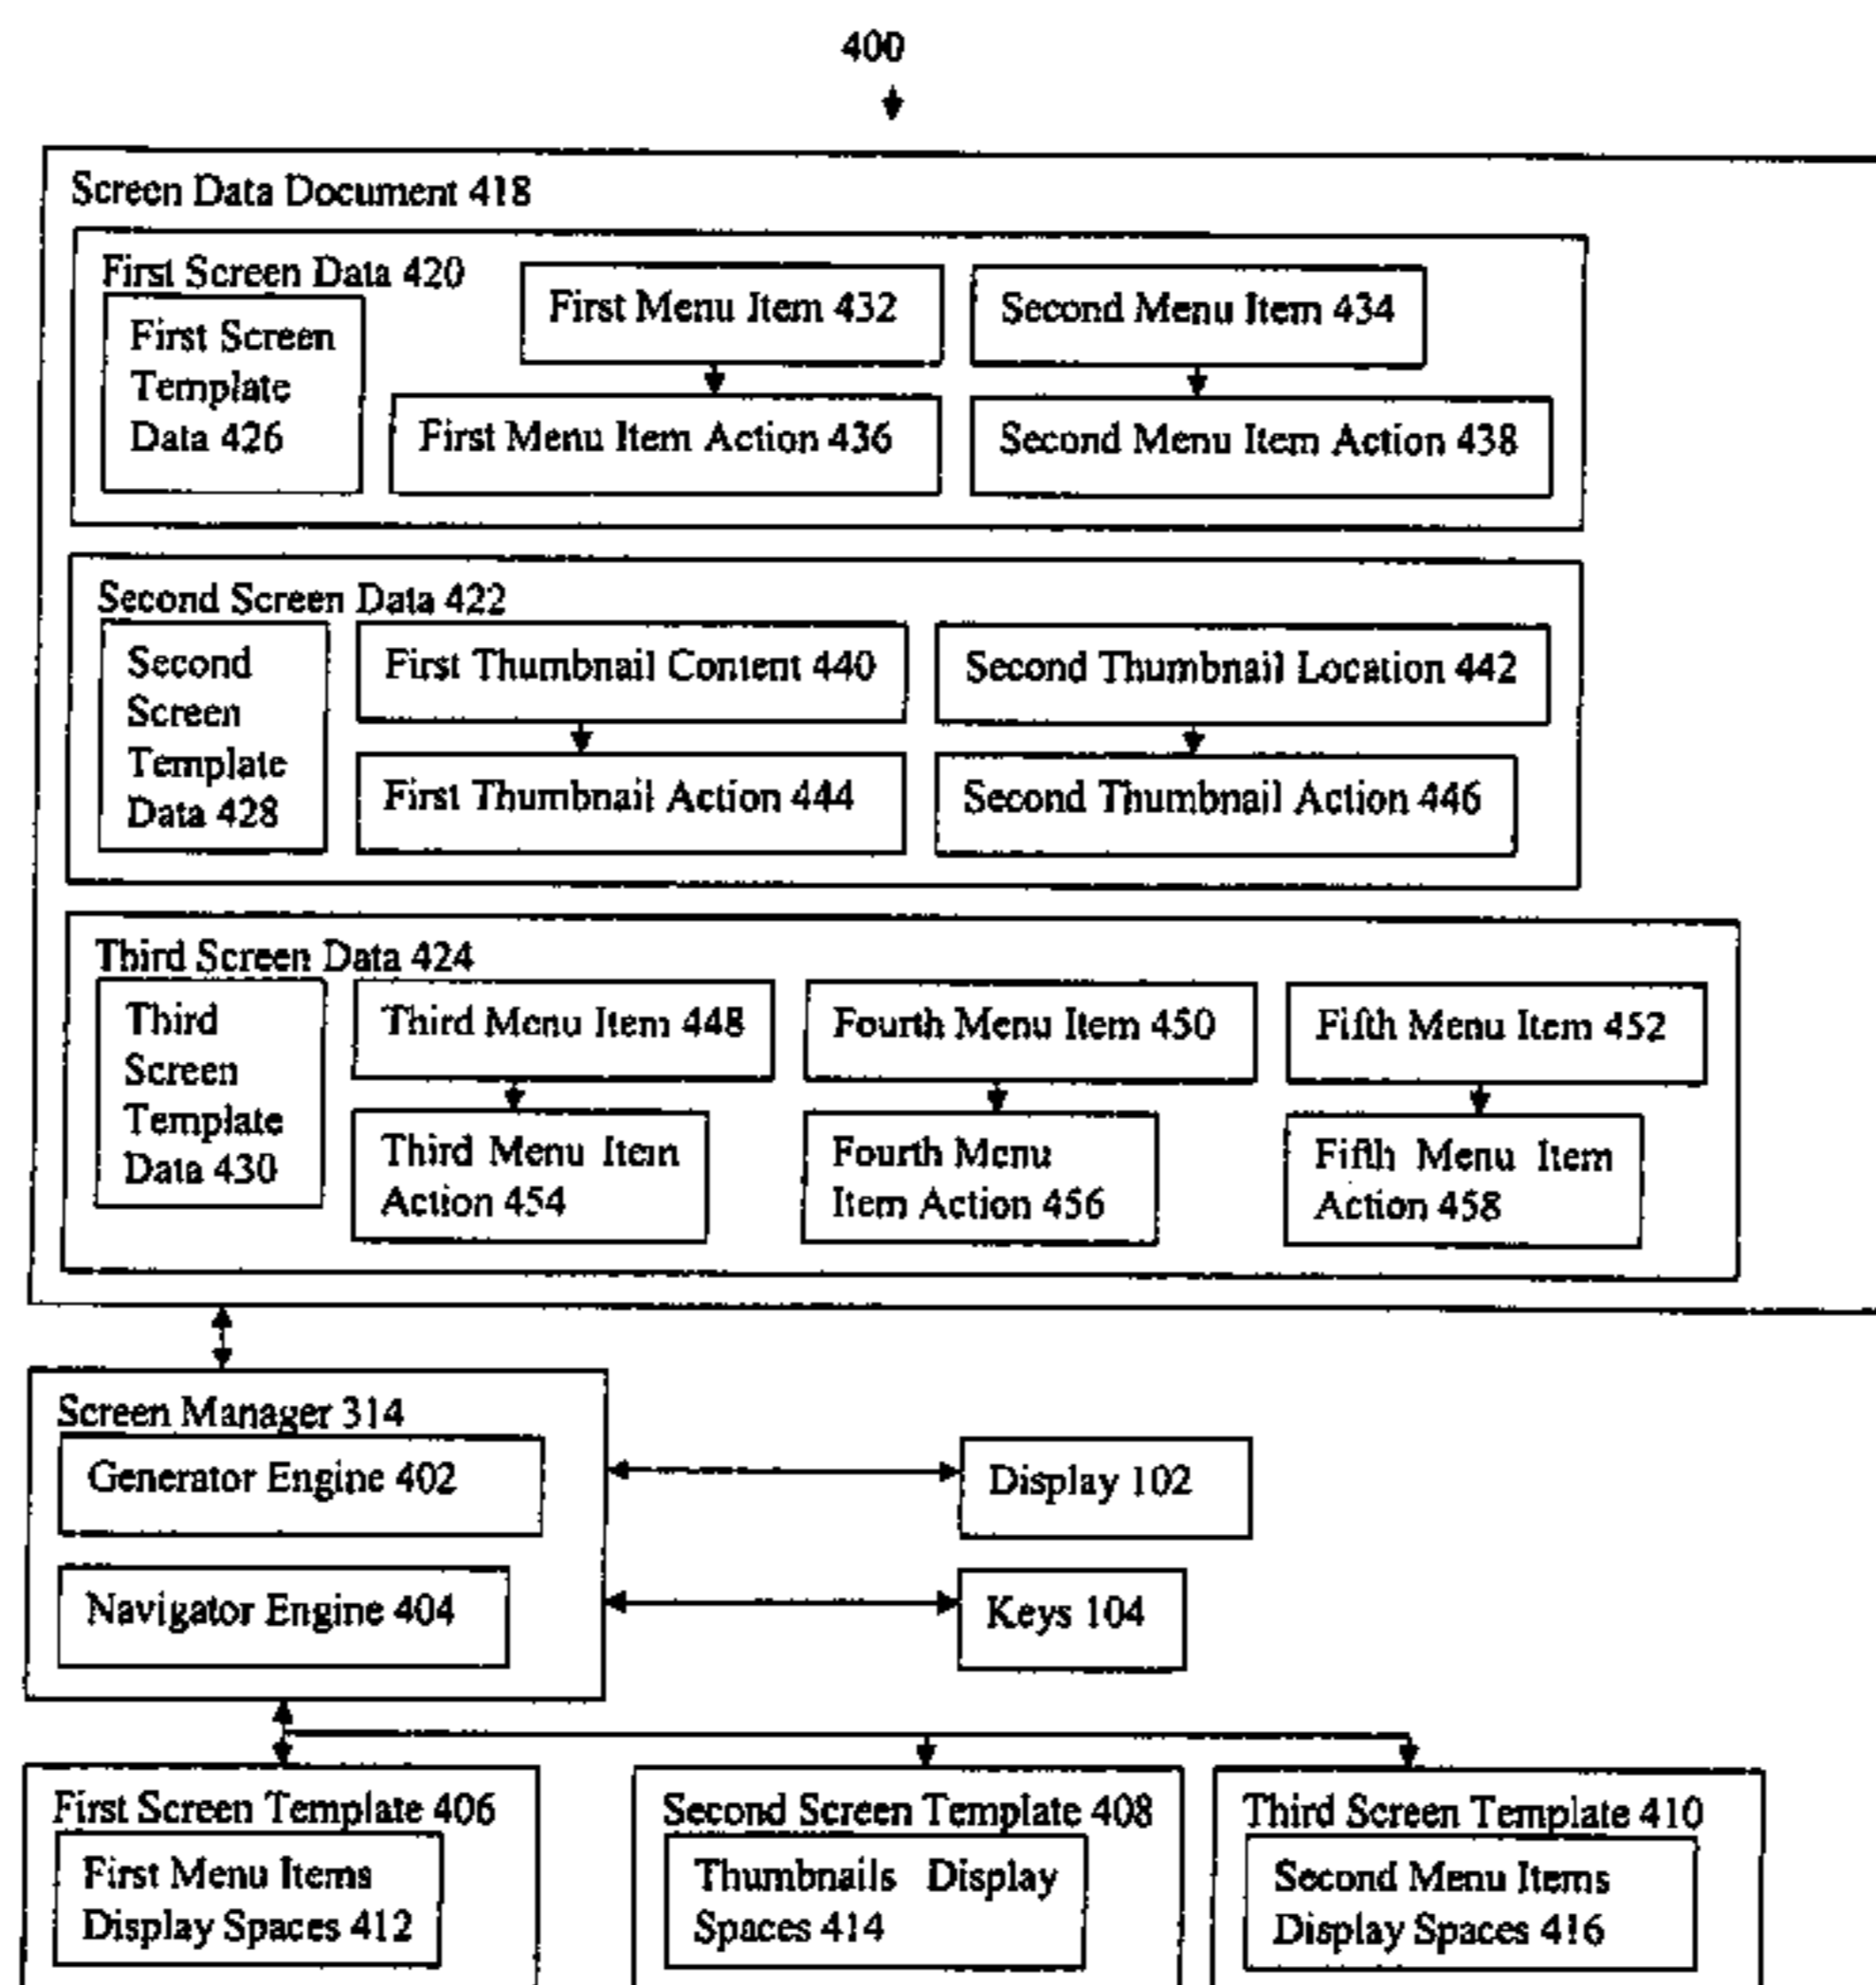 400
Screen Data Document 418
First Screen Data 420
First Screen
Template
Data 426
First Menu Item 432
Second Menu Item 434
First Menu Item Action 436
Second Menu Item Action 438
Second Screen Data 422
Second
Screen
Template
Data 428
First Thumbnail Content 440
Second Thumbnail Location 442
First Thumbnail Action 444
Second Thumbnail Action 446
Third Screen Data 424
Third
Screen
Template
Data 430
Third Menu Item 448
Fourth Menu Item 450
Fifth Menu Item 452
Third Menu Item
Action 454
Fourth Menu
Item Action 456
Fifth Menu Item
Action 458
Screen Manager 314
Generator Engine 402
Display 102
Navigator Engine 404
Keys 104
First Screen Template 406
First Menu Items
Display Spaces 412
Second Screen Template 408
Thumbnails Display
Spaces 414
Third Screen Template 410
Second Menu Items
Display Spaces 416